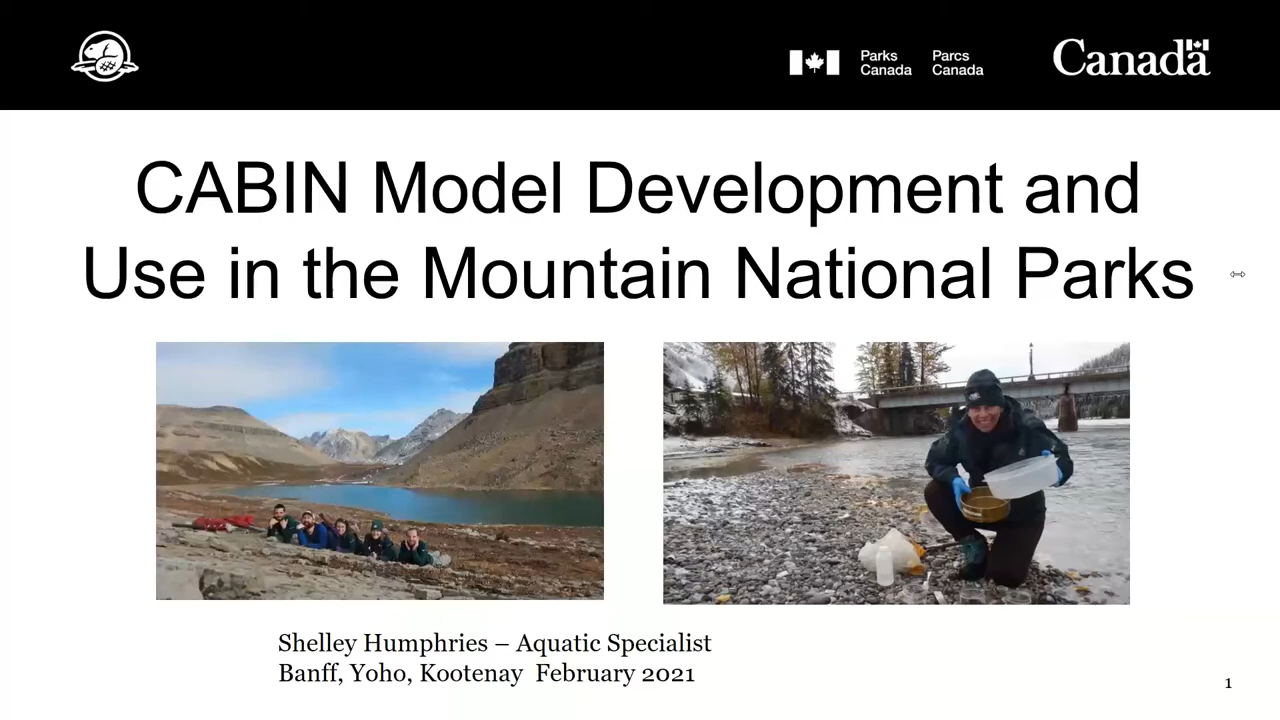 Parks Canada
Parcs Canada
Canada
CABIN Model Development and
Use in the Mountain National Parks
Shelley Humphries – Aquatic Specialist
Banff, Yoho, Kootenay February 2021
1